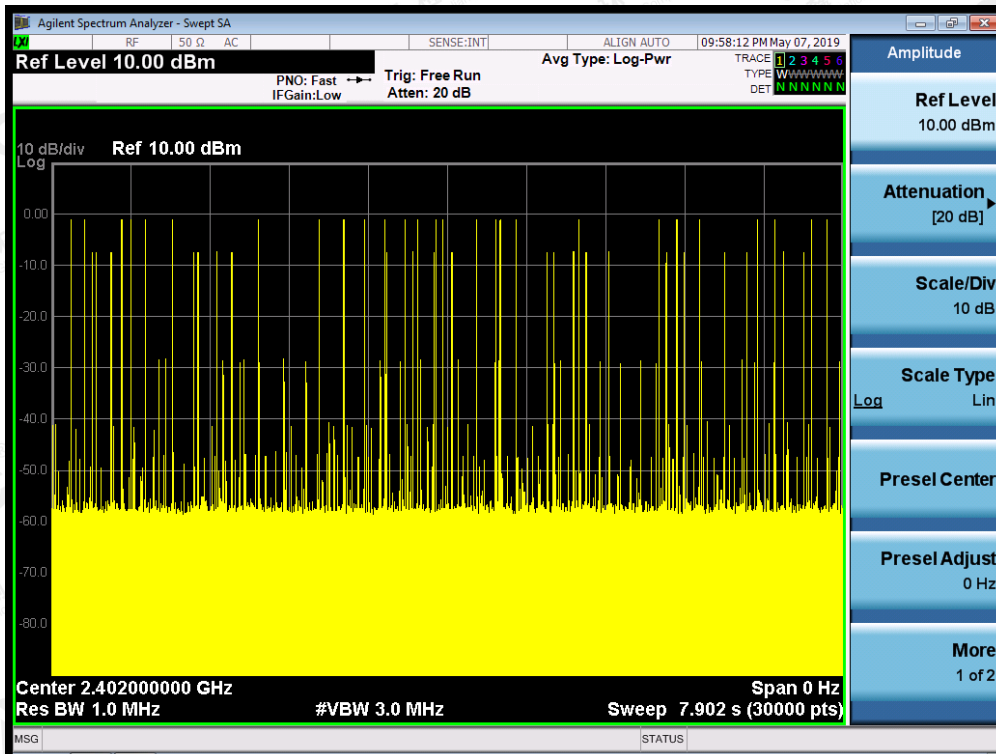 Agilent Spectrum Analyzer - Swept SA
LXI RF 50 Ω AC SENSE:INT ALIGN AUTO 09:58:12 PM May 07, 2019
Ref Level 10.00 dBm
PNO: Fast
IFGain:Low
Trig: Free Run
Atten: 20 dB
Avg Type: Log-Pwr
TRACE 1 2 3 4 5 6
TYPE WWWWWW
DET N N N N N N
10 dB/div Ref 10.00 dBm
Log
0.00
-10.0
-20.0
-30.0
-40.0
-50.0
-60.0
-70.0
-80.0
Center 2.402000000 GHz Span 0 Hz
Res BW 1.0 MHz #VBW 3.0 MHz Sweep 7.902 s (30000 pts)
MSG STATUS
Amplitude
Ref Level
10.00 dBm
Attenuation
[20 dB]
Scale/Div
10 dB
Scale Type
Log Lin
Presel Center
Presel Adjust
0 Hz
More
1 of 2